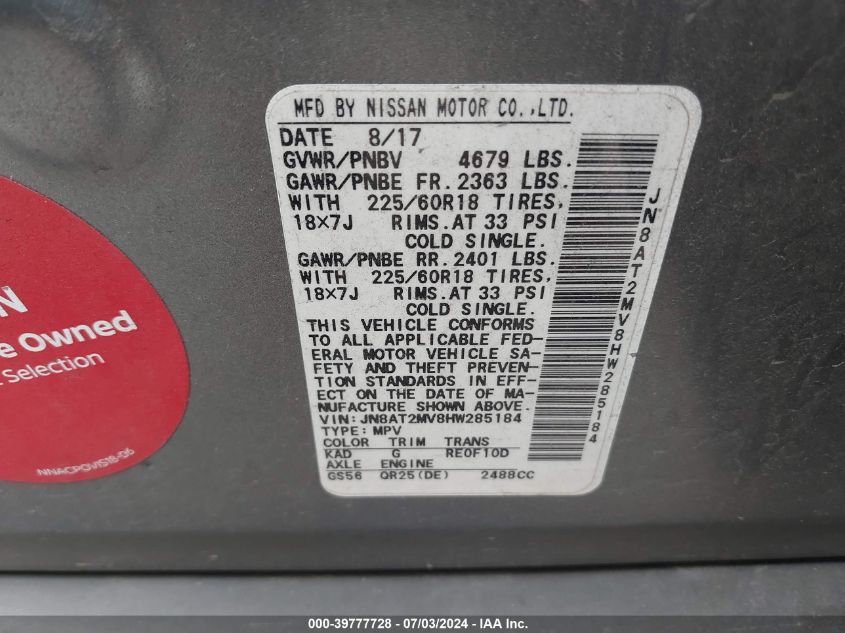 MFD BY NISSAN MOTOR CO.,LTD.
DATE 8/17
GVWR/PNBV 4679 LBS.
GAWR/PNBE FR. 2363 LBS.
WITH 225/60R18 TIRES,
18×7J RIMS.AT 33 PSI
COLD SINGLE.
GAWR/PNBE RR. 2401 LBS.
WITH 225/60R18 TIRES,
18×7J RIMS.AT 33 PSI
COLD SINGLE.
THIS VEHICLE CONFORMS
TO ALL APPLICABLE FED-
ERAL MOTOR VEHICLE SA-
FETY AND THEFT PREVEN-
TION STANDARDS IN EFF-
ECT ON THE DATE OF MA-
NUFACTURE SHOWN ABOVE.
VIN:JN8AT2MV8HW285184
TYPE:MPV
COLOR TRIM TRANS
KAD G RE0F10D
AXLE ENGINE
GS56 QR25(DE) 2488CC
JN8AT2MV8HW285184
Owned
Selection
NNACPOVIS18-06
000-39777728 - 07/03/2024 - IAA Inc.